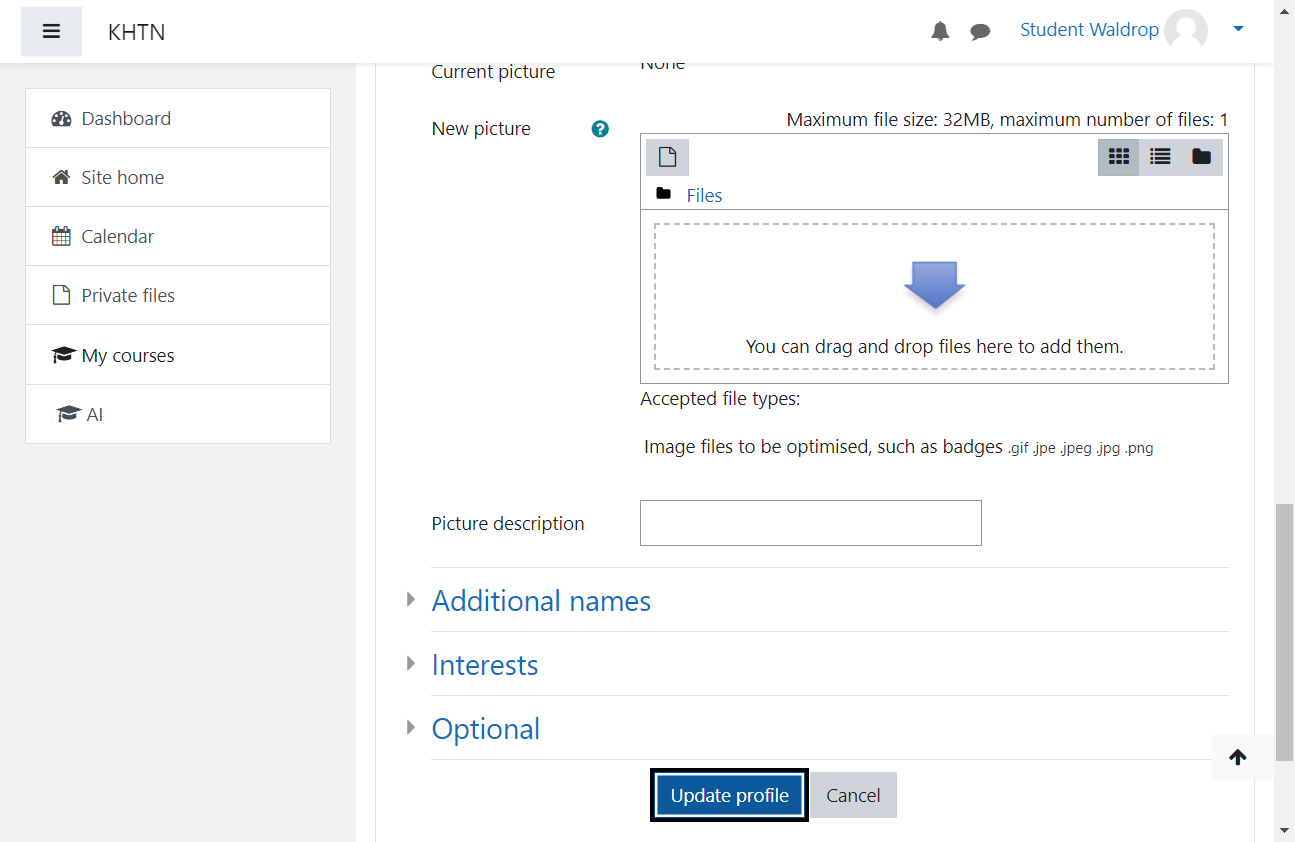 KHTN
Student Waldrop
Dashboard
Site home
Calendar
Private files
My courses
AI
Current picture
None
New picture
Maximum file size: 32MB, maximum number of files: 1
Files
You can drag and drop files here to add them.
Accepted file types:
Image files to be optimised, such as badges .gif .jpe .jpeg .jpg .png
Picture description
Additional names
Interests
Optional
Update profile
Cancel